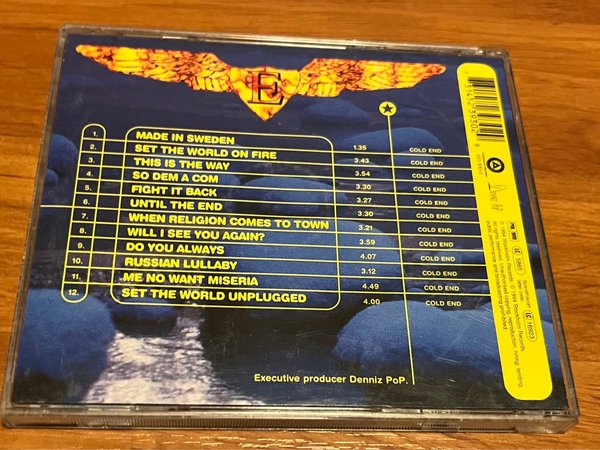 E
1. MADE IN SWEDEN 1.35 COLD END
2. SET THE WORLD ON FIRE 3.43 COLD END
3. THIS IS THE WAY 3.54 COLD END
4. SO DEM A COM 3.30 COLD END
5. FIGHT IT BACK 3.27 COLD END
6. UNTIL THE END 3.30 COLD END
7. WHEN RELIGION COMES TO TOWN 3.21 COLD END
8. WILL I SEE YOU AGAIN? 3.59 COLD END
9. DO YOU ALWAYS 4.07 COLD END
10. RUSSIAN LULLABY 3.12 COLD END
11. ME NO WANT MISERIA 4.49 COLD END
12. SET THE WORLD UNPLUGGED 4.00 COLD END
Executive producer Denniz PoP.